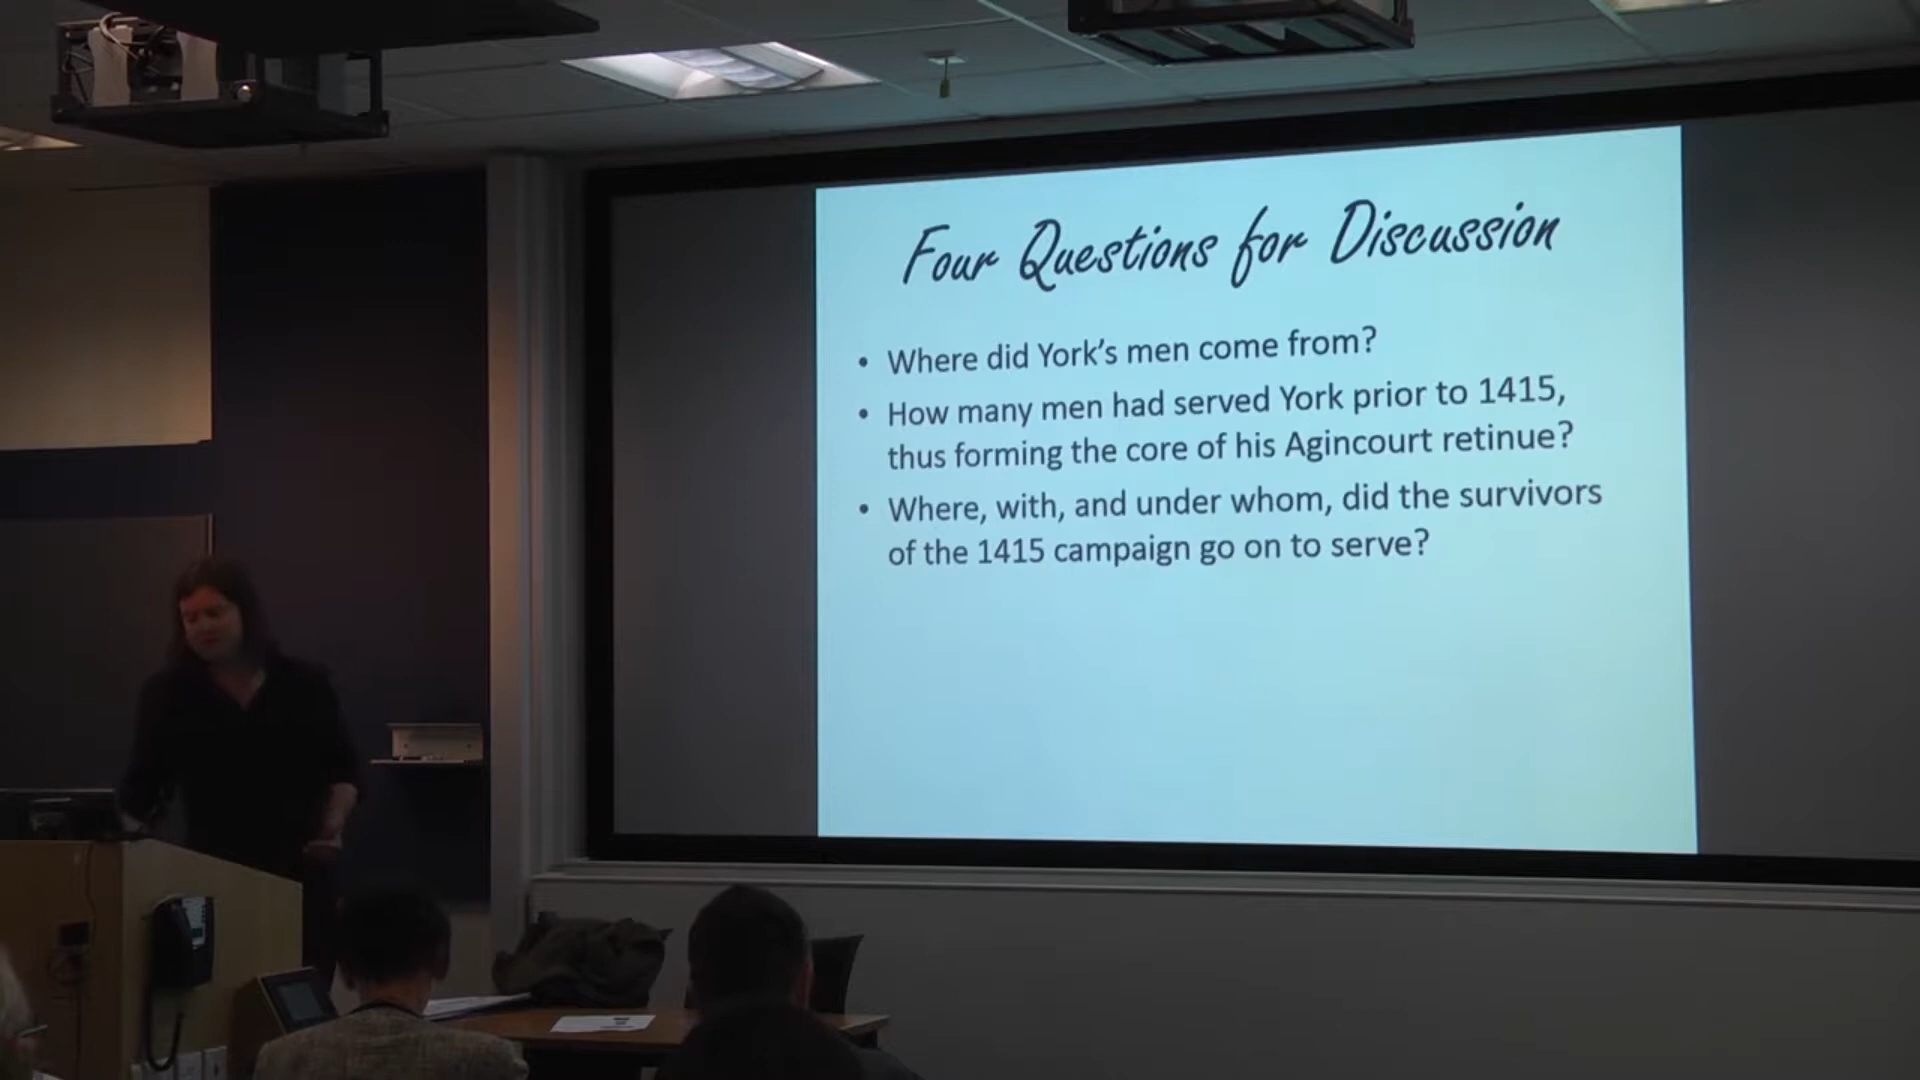 Four Questions for Discussion
• Where did York's men come from?
• How many men had served York prior to 1415,
thus forming the core of his Agincourt retinue?
• Where, with, and under whom, did the survivors
of the 1415 campaign go on to serve?